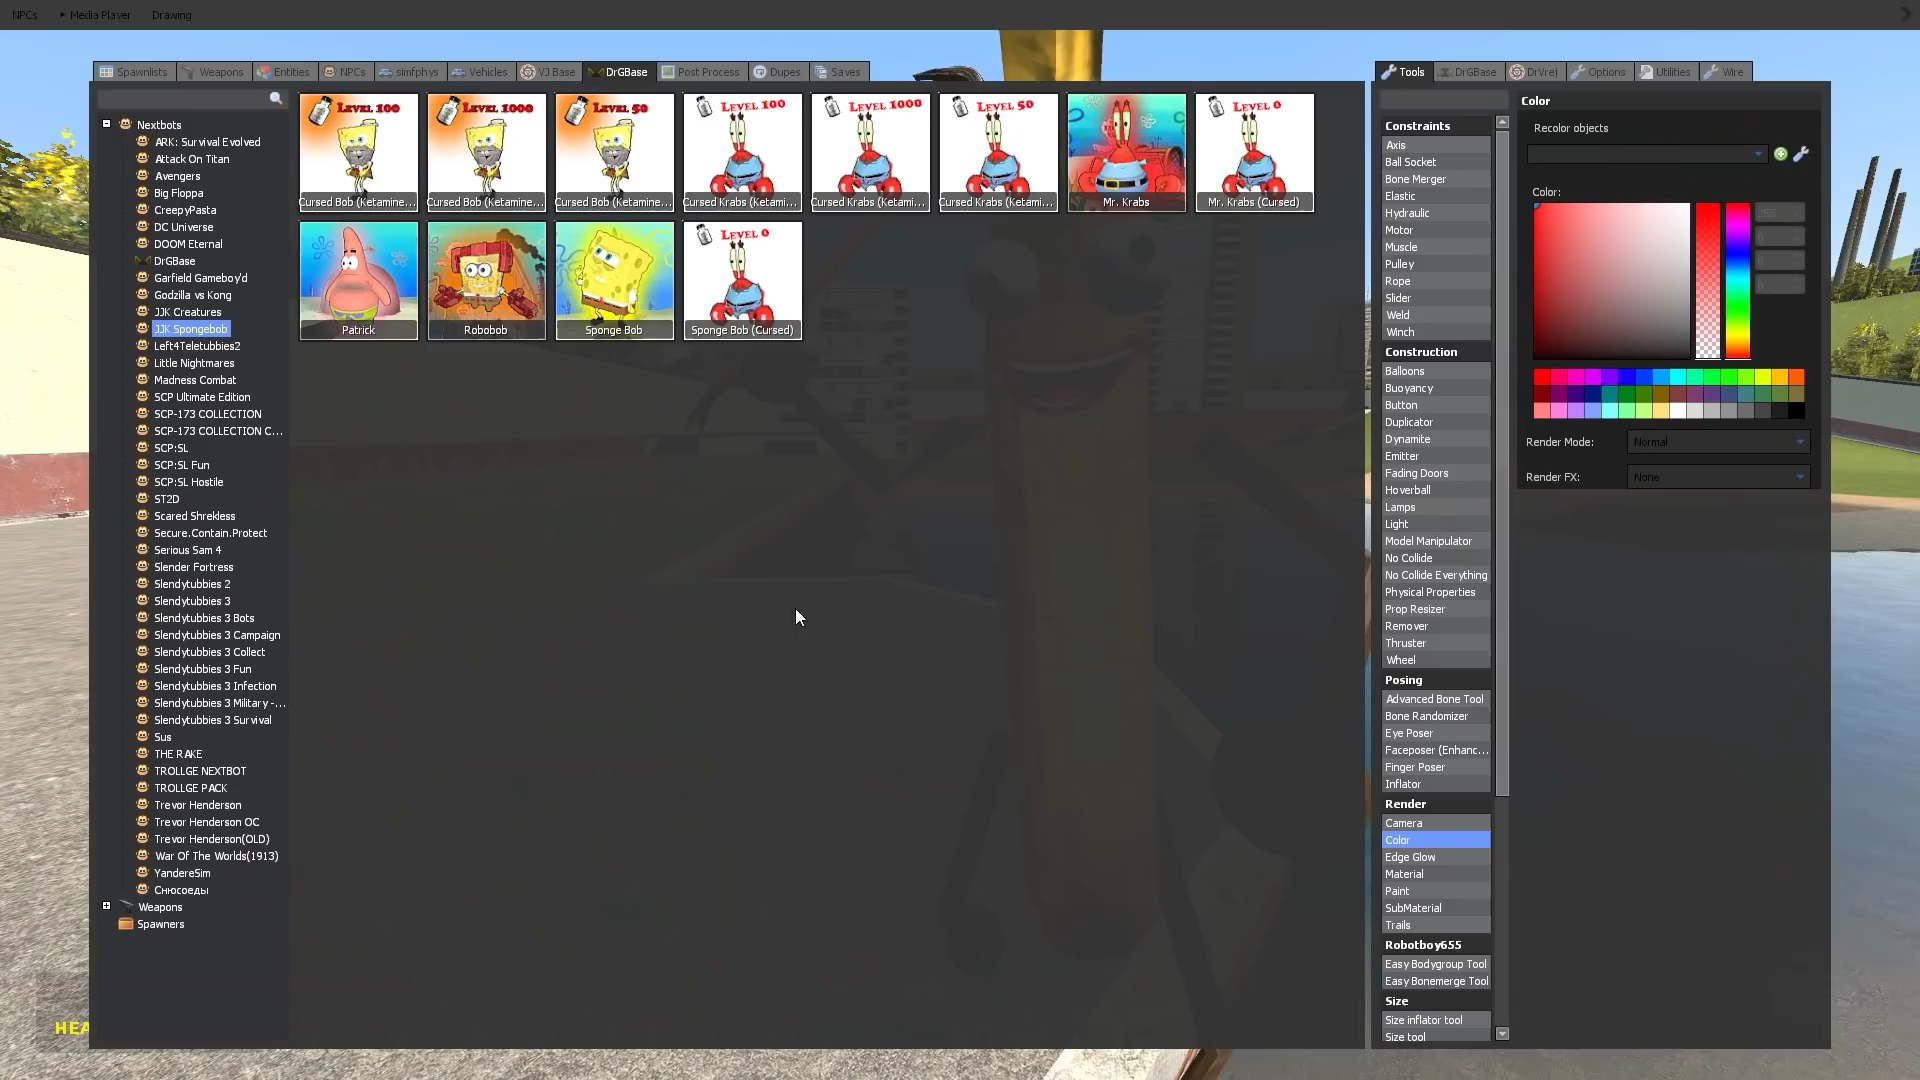 NPCs
Media Player
Drawing
Spawnlists
Weapons
Entities
NPCs
simfphys
Vehicles
VJ Base
DrGBase
Post Process
Dupes
Saves
Nextbots
ARK: Survival Evolved
Attack On Titan
Avengers
Big Floppa
CreepyPasta
DC Universe
DOOM Eternal
DrGBase
Garfield Gameboy'd
Godzilla vs Kong
JJK Creatures
JJK Spongebob
Left4Teletubbies2
Little Nightmares
Madness Combat
SCP Ultimate Edition
SCP-173 COLLECTION
SCP-173 COLLECTION C...
SCP:SL
SCP:SL Fun
SCP:SL Hostile
ST2D
Scared Shrekless
Secure.Contain.Protect
Serious Sam 4
Slender Fortress
Slendytubbies 2
Slendytubbies 3
Slendytubbies 3 Bots
Slendytubbies 3 Campaign
Slendytubbies 3 Collect
Slendytubbies 3 Fun
Slendytubbies 3 Infection
Slendytubbies 3 Military -...
Slendytubbies 3 Survival
Sus
THE RAKE
TROLLGE NEXTBOT
TROLLGE PACK
Trevor Henderson
Trevor Henderson OC
Trevor Henderson(OLD)
War Of The Worlds(1913)
YandereSim
Снюсоеды
Weapons
Spawners
LEVEL 100
Cursed Bob (Ketamine...
LEVEL 1000
Cursed Bob (Ketamine...
LEVEL 50
Cursed Bob (Ketamine...
LEVEL 100
Cursed Krabs (Ketami...
LEVEL 1000
Cursed Krabs (Ketami...
LEVEL 50
Cursed Krabs (Ketami...
Mr. Krabs
LEVEL 0
Mr. Krabs (Cursed)
Patrick
Robobob
Sponge Bob
LEVEL 0
Sponge Bob (Cursed)
HEA
Tools
DrGBase
DrVrej
Options
Utilities
Wire
Constraints
Axis
Ball Socket
Bone Merger
Elastic
Hydraulic
Motor
Muscle
Pulley
Rope
Slider
Weld
Winch
Construction
Balloons
Buoyancy
Button
Duplicator
Dynamite
Emitter
Fading Doors
Hoverball
Lamps
Light
Model Manipulator
No Collide
No Collide Everything
Physical Properties
Prop Resizer
Remover
Thruster
Wheel
Posing
Advanced Bone Tool
Bone Randomizer
Eye Poser
Faceposer (Enhanc...
Finger Poser
Inflator
Render
Camera
Color
Edge Glow
Material
Paint
SubMaterial
Trails
Robotboy655
Easy Bodygroup Tool
Easy Bonemerge Tool
Size
Size inflator tool
Size tool
Color
Recolor objects
Color:
255
0
0
0
Render Mode:
Normal
Render FX:
None